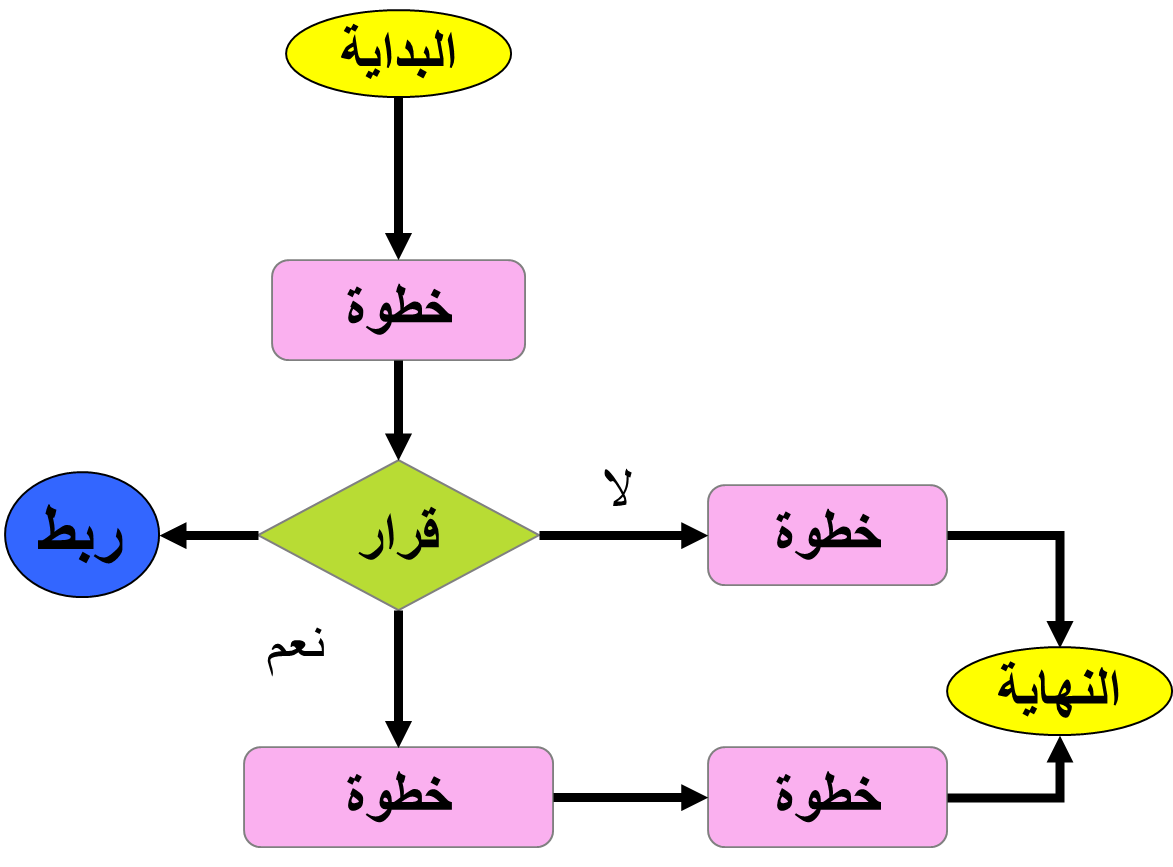 البداية
خطوة
لا
خطوة
قرار
ربط
نعم
النهاية
خطوة
خطوة